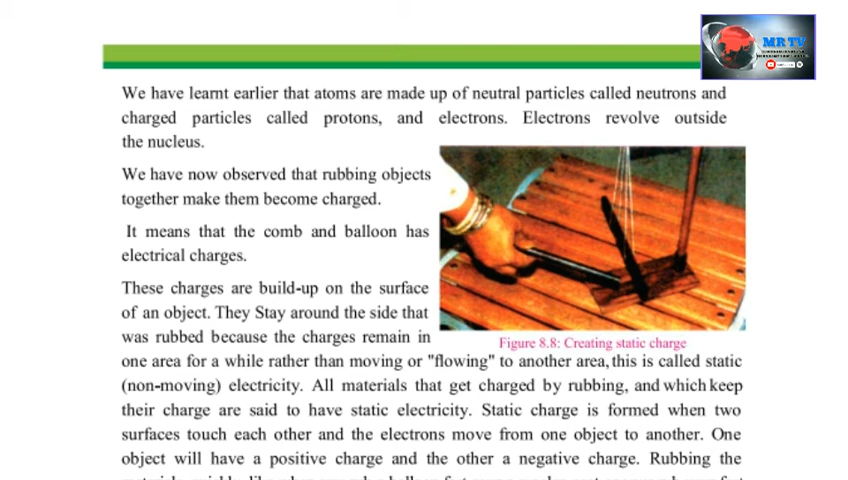 MR TV
We have learnt earlier that atoms are made up of neutral particles called neutrons and
charged particles called protons, and electrons. Electrons revolve outside
the nucleus.
We have now observed that rubbing objects
together make them become charged.
It means that the comb and balloon has
electrical charges.
These charges are build-up on the surface
of an object. They Stay around the side that
was rubbed because the charges remain in
Figure 8.8: Creating static charge
one area for a while rather than moving or "flowing" to another area, this is called static
(non-moving) electricity. All materials that get charged by rubbing, and which keep
their charge are said to have static electricity. Static charge is formed when two
surfaces touch each other and the electrons move from one object to another. One
object will have a positive charge and the other a negative charge. Rubbing the